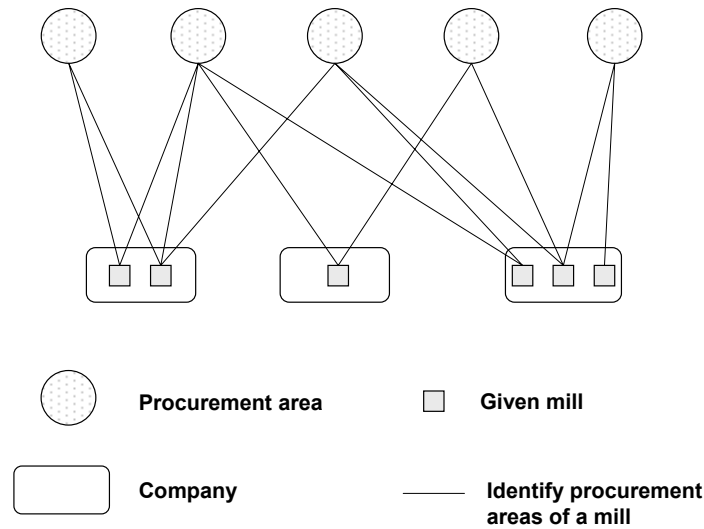 Procurement area
Given mill
Company
Identify procurement
areas of a mill